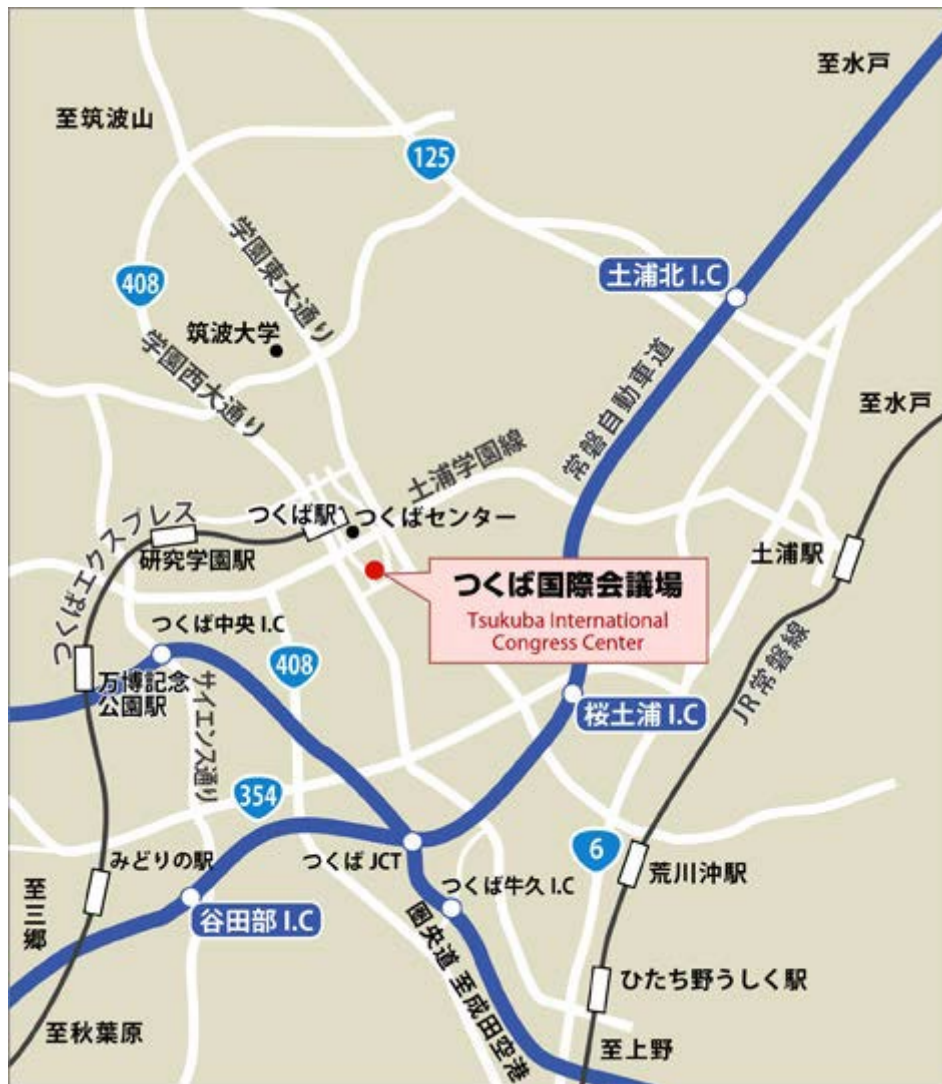 至水戸
至筑波山
125
学園東大通り
土浦北 I.C
408
筑波大学
学園西大通り
常磐自動車道
至水戸
土浦学園線
つくばエクスプレス
つくば駅
つくばセンター
研究学園駅
土浦駅
つくば国際会議場
Tsukuba International
Congress Center
つくば中央 I.C
408
万博記念
公園駅
サイエンス通り
桜土浦 I.C
JR常磐線
354
6
みどりの駅
つくば JCT
荒川沖駅
至三郷
つくば牛久 I.C
谷田部 I.C
圏央道 至成田空港
ひたち野うしく駅
至秋葉原
至上野